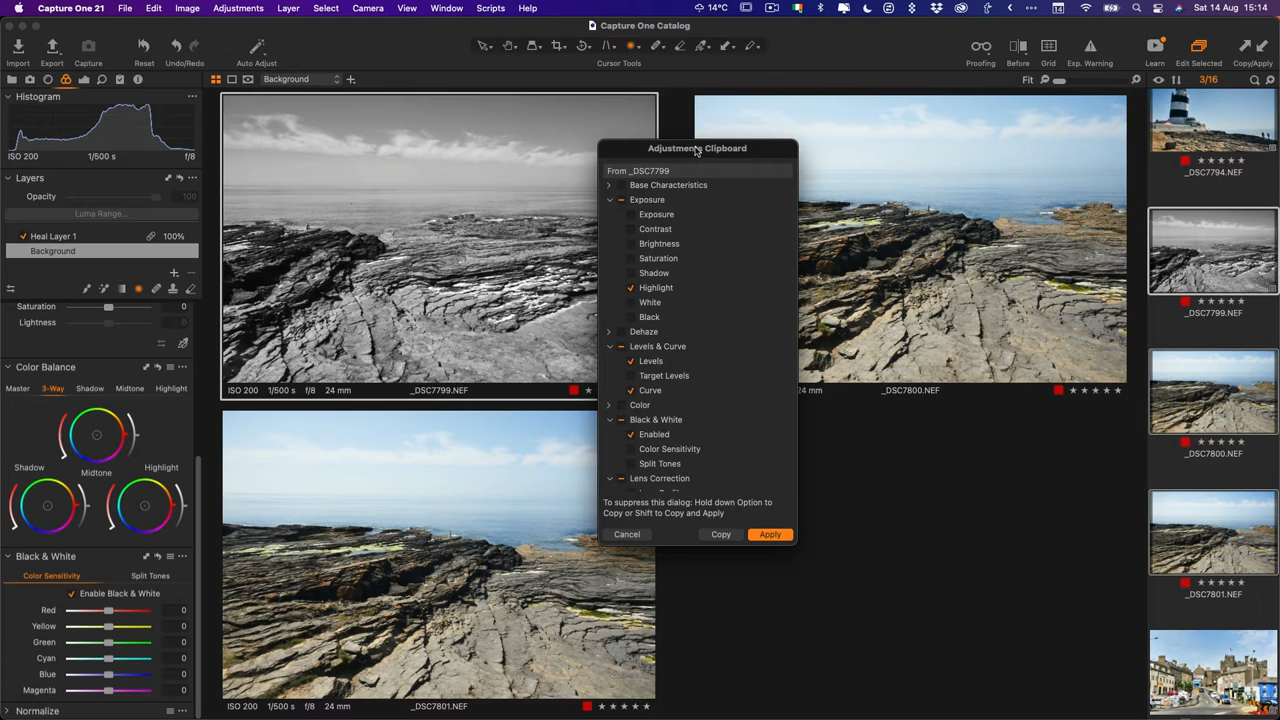 Capture One 21 File Edit Image Adjustments Layer Select Camera View Window Scripts Help 14°C Sat 14 Aug 15:14
Capture One Catalog
Import Export Capture Reset Undo/Redo Auto Adjust Cursor Tools Proofing Before Grid Exp. Warning Learn Edit Selected Copy/Apply
Background Fit 3/16
Histogram
ISO 200 1/500 s f/8
Layers
Opacity 100
Luma Range...
Heal Layer 1 100%
Background
Saturation 0
Lightness 0
Color Balance
Master 3-Way Shadow Midtone Highlight
Shadow Highlight
Midtone
Black & White
Color Sensitivity Split Tones
Enable Black & White
Red 0
Yellow 0
Green 0
Cyan 0
Blue 0
Magenta 0
Normalize
ISO 200 1/500 s f/8 24 mm _DSC7799.NEF
24 mm _DSC7800.NEF
ISO 200 1/500 s f/8 24 mm _DSC7801.NEF
Adjustments Clipboard
From _DSC7799
Base Characteristics
Exposure
Exposure
Contrast
Brightness
Saturation
Shadow
Highlight
White
Black
Dehaze
Levels & Curve
Levels
Target Levels
Curve
Color
Black & White
Enabled
Color Sensitivity
Split Tones
Lens Correction
To suppress this dialog: Hold down Option to
Copy or Shift to Copy and Apply
Cancel Copy Apply
_DSC7794.NEF
_DSC7799.NEF
_DSC7800.NEF
_DSC7801.NEF